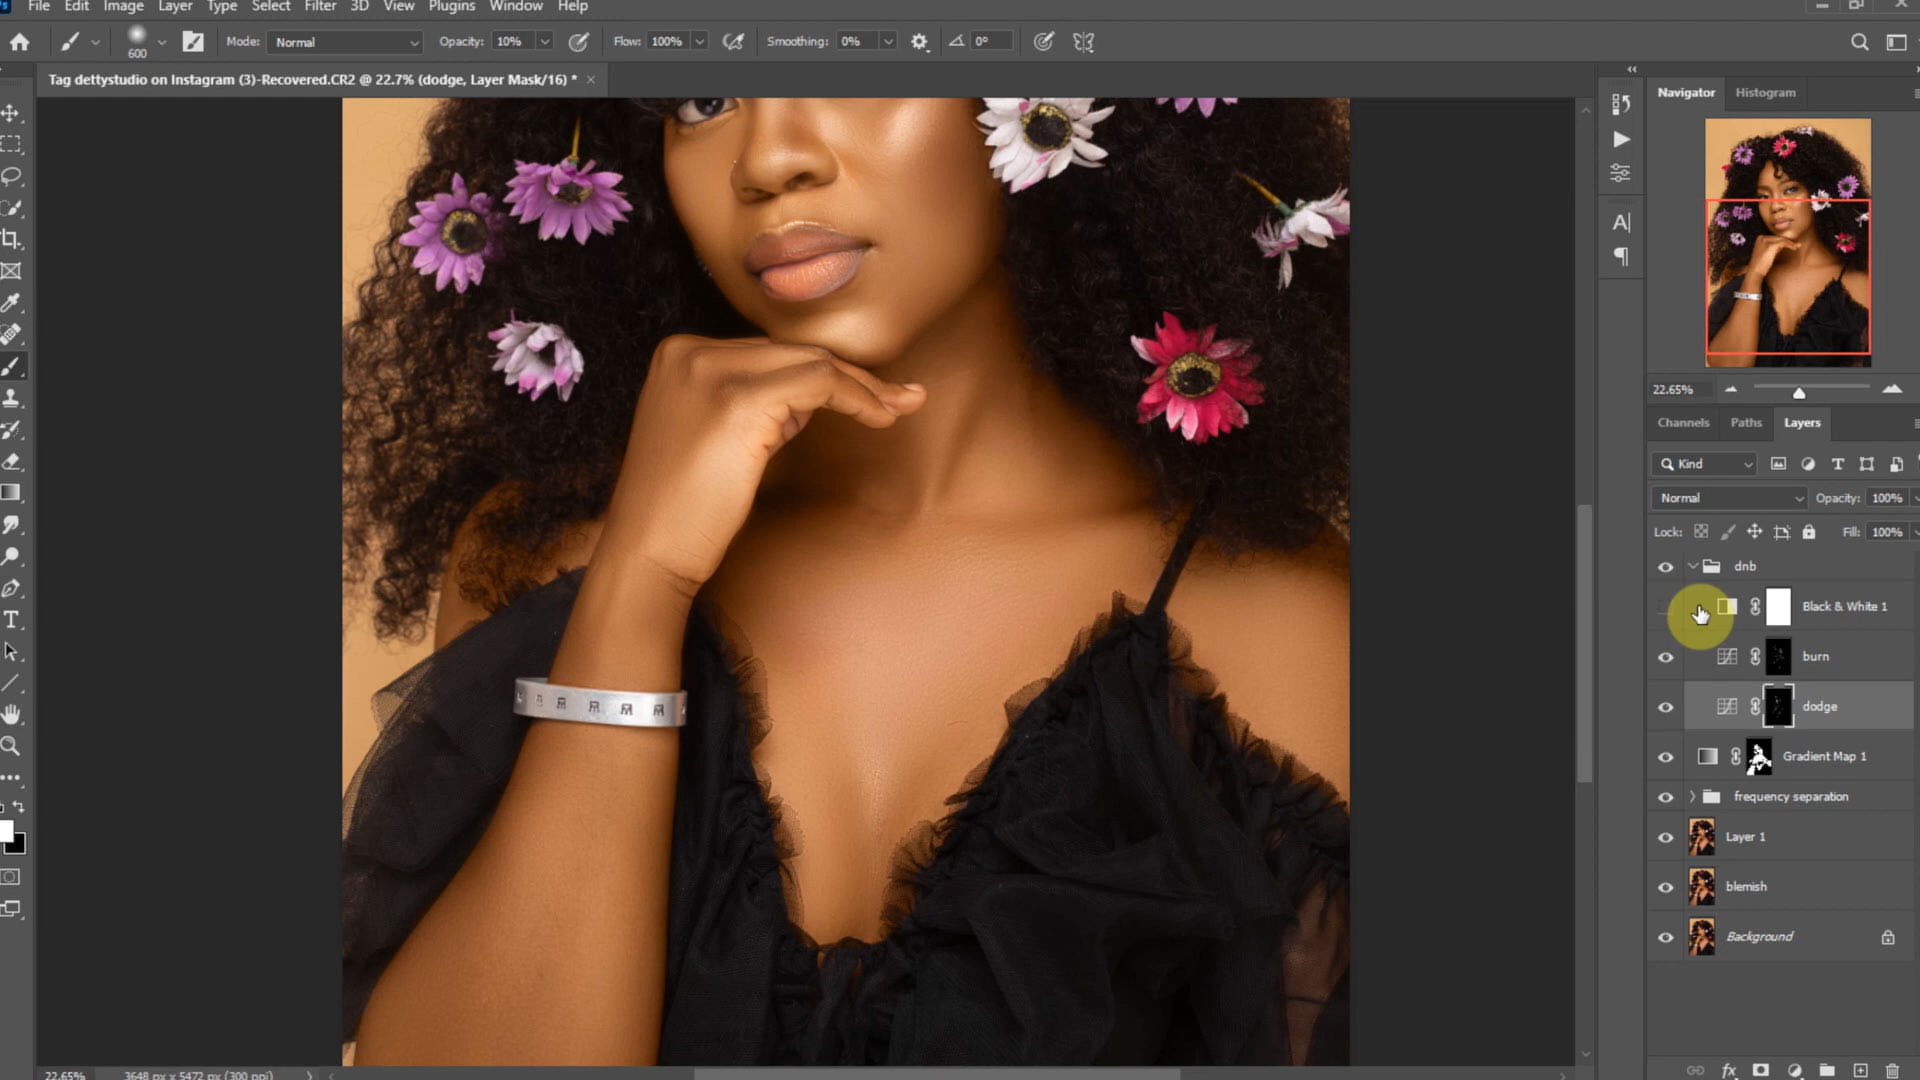 File Edit Image Layer Type Select Filter 3D View Plugins Window Help
600 Mode: Normal Opacity: 10% Flow: 100% Smoothing: 0% 0°
Tag dettystudio on Instagram (3)-Recovered.CR2 @ 22.7% (dodge, Layer Mask/16) * ×
Navigator Histogram
22.65%
Channels Paths Layers
Kind
Normal Opacity: 100%
Lock: Fill: 100%
dnb
Black & White 1
burn
dodge
Gradient Map 1
frequency separation
Layer 1
blemish
Background
22.65% 3648 px x 5472 px (300 ppi)